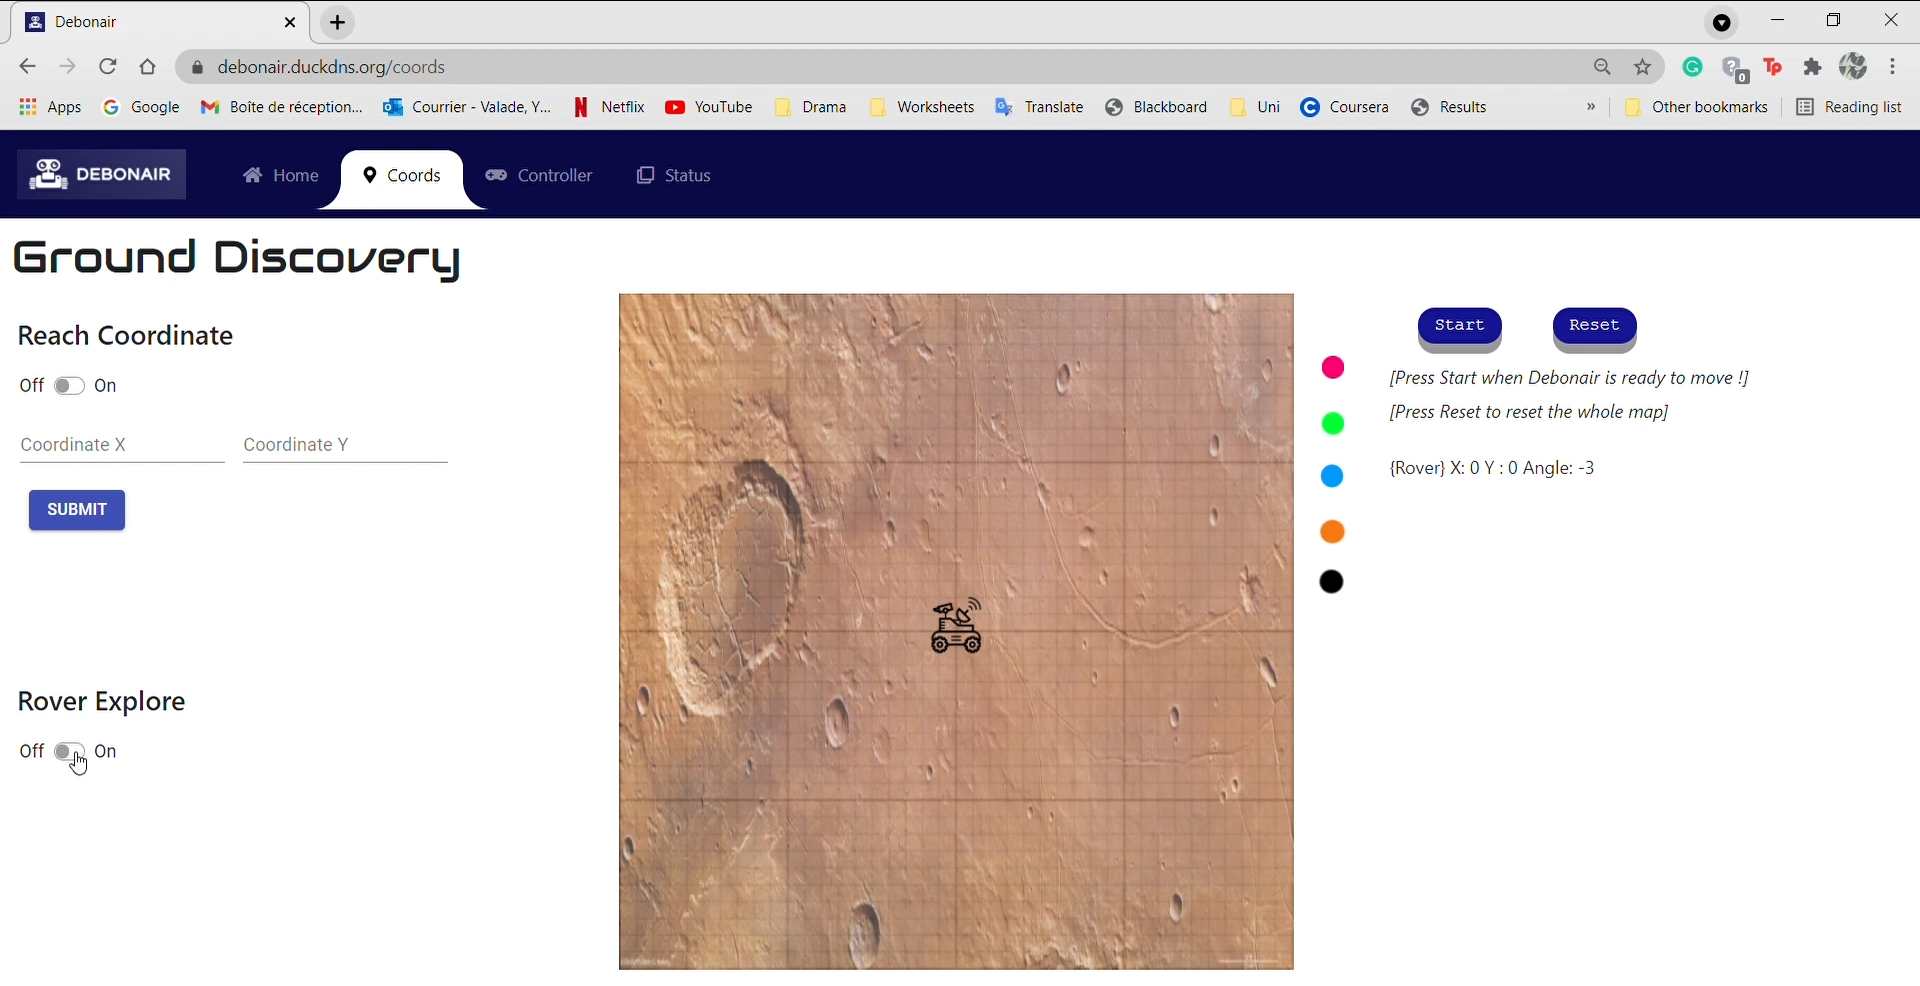 Debonair
debonair.duckdns.org/coords
0
Tp
Apps Google Boîte de réception... Courrier - Valade, Y... Netflix YouTube Drama Worksheets Translate Blackboard Uni Coursera Results » Other bookmarks Reading list
DEBONAIR Home Coords Controller Status
Ground Discovery
Reach Coordinate
Off On
Coordinate X Coordinate Y
SUBMIT
Rover Explore
Off On
Start Reset
[Press Start when Debonair is ready to move !]
[Press Reset to reset the whole map]
{Rover} X: 0 Y : 0 Angle: -3